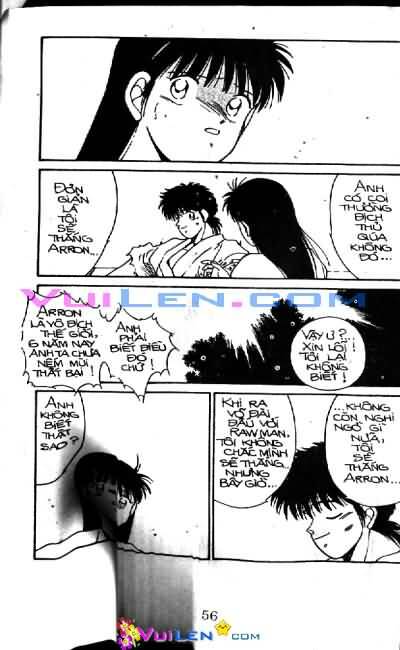 ĐƠN
GIẢN
LÀ
TÔI
SẼ
THẮNG
ARRON...
ANH
CÓ COI
THƯỜNG
ĐỊCH
THỦ
QÚA
KHÔNG
ĐÓ...
VuiLen.com
ARRON
LÀ VÔ ĐỊCH
THẾ GIỚI,
6 NĂM NAY
ANH TA CHƯA
NẾM MÙI
THẤT BẠI!
ANH
PHẢI
BIẾT ĐIỀU
ĐÓ
CHỨ!
VẬY Ư?...
XIN LỖI!
TÔI LẠI
KHÔNG
BIẾT!
ANH
KHÔNG
BIẾT
THẬT
SAO?
KHI RA
VÕ ĐÀI
ĐẤU VỚI
RAWMAN,
TÔI KHÔNG
CHẮC MÌNH
SẼ THẮNG...
NHƯNG
BÂY GIỜ...
...KHÔNG
CÒN NGHI
NGỜ GÌ
NỮA,
TÔI
SẼ
THẮNG
ARRON...
56
VuiLen.com